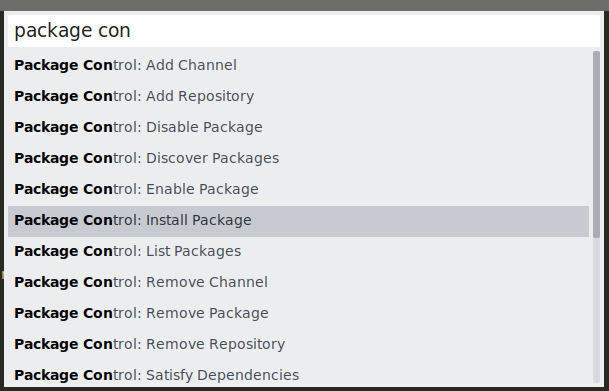 package con
Package Control: Add Channel
Package Control: Add Repository
Package Control: Disable Package
Package Control: Discover Packages
Package Control: Enable Package
Package Control: Install Package
Package Control: List Packages
Package Control: Remove Channel
Package Control: Remove Package
Package Control: Remove Repository
Package Control: Satisfy Dependencies